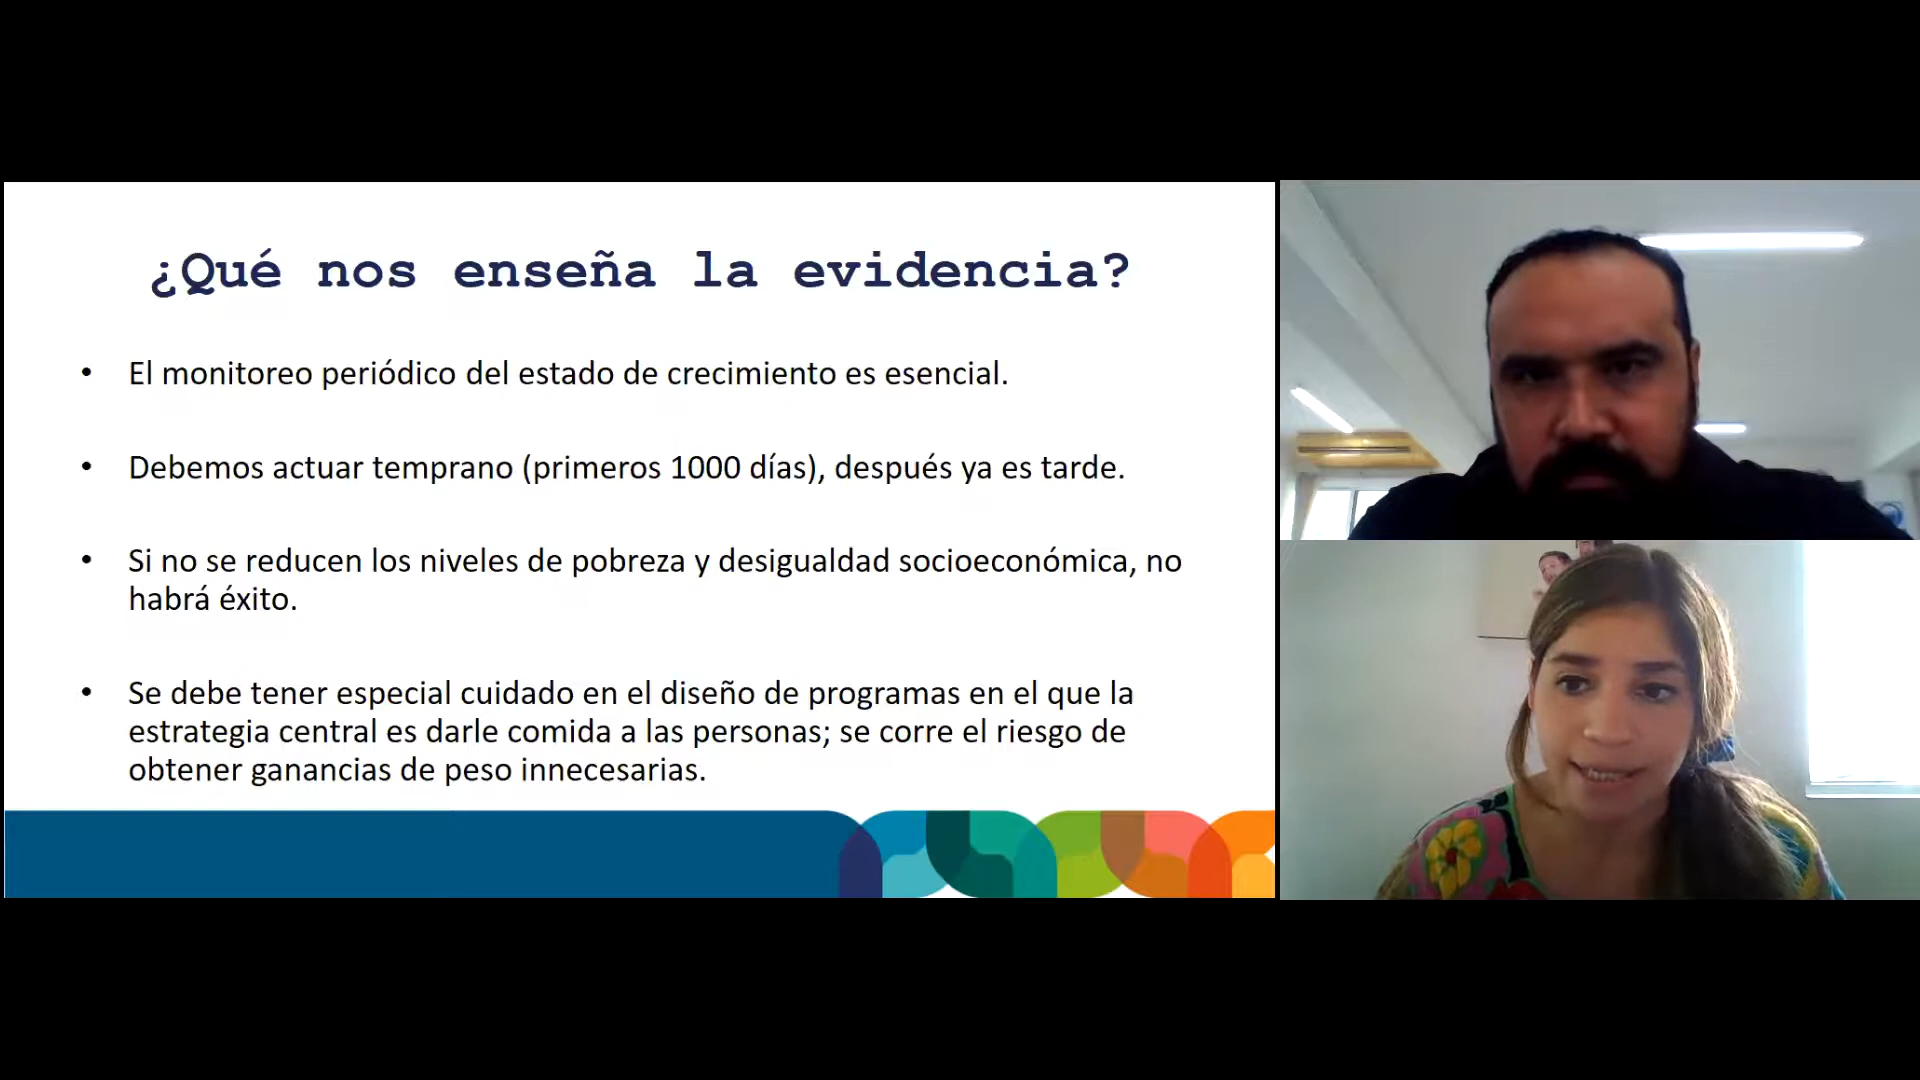 ¿Qué nos enseña la evidencia?
• El monitoreo periódico del estado de crecimiento es esencial.
• Debemos actuar temprano (primeros 1000 días), después ya es tarde.
• Si no se reducen los niveles de pobreza y desigualdad socioeconómica, no
habrá éxito.
• Se debe tener especial cuidado en el diseño de programas en el que la
estrategia central es darle comida a las personas; se corre el riesgo de
obtener ganancias de peso innecesarias.